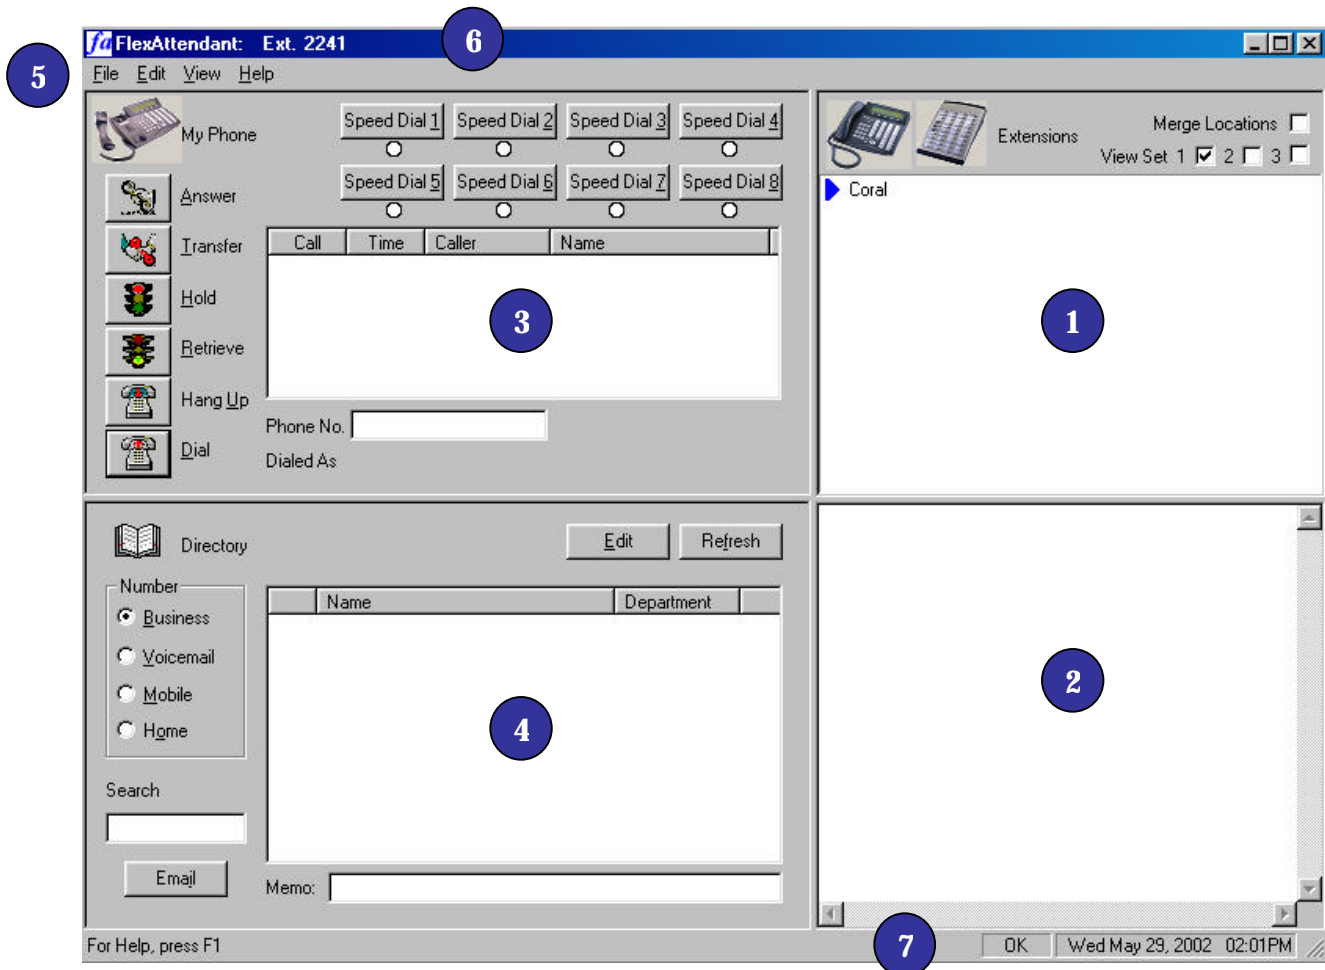 6
fa FlexAttendant: Ext. 2241
5
File Edit View Help
My Phone
Speed Dial 1 Speed Dial 2 Speed Dial 3 Speed Dial 4
Speed Dial 5 Speed Dial 6 Speed Dial 7 Speed Dial 8
Answer
Transfer
Hold
Retrieve
Hang Up
Dial
Call Time Caller Name
3
Phone No.
Dialed As
Extensions
Merge Locations
View Set 1 2 3
Coral
1
Directory
Edit Refresh
Number
Business
Voicemail
Mobile
Home
Search
Email
Name Department
4
Memo:
2
7
For Help, press F1
OK Wed May 29, 2002 02:01PM